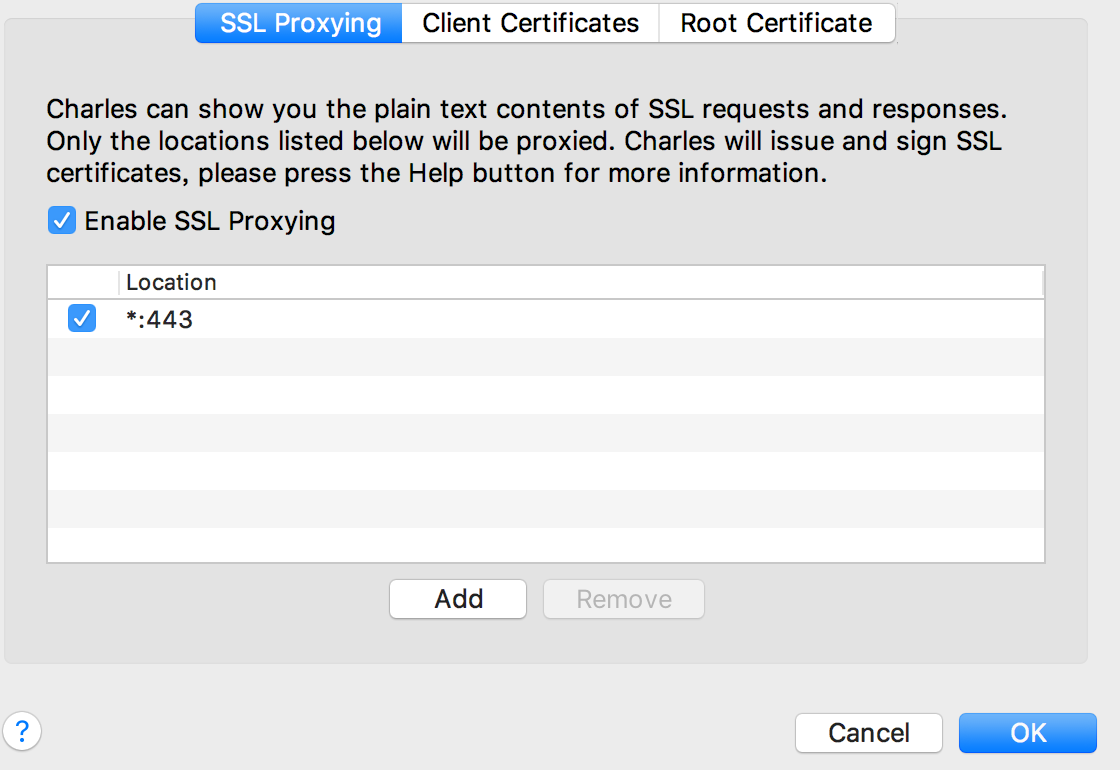 SSL Proxying
Client Certificates
Root Certificate
Charles can show you the plain text contents of SSL requests and responses.
Only the locations listed below will be proxied. Charles will issue and sign SSL
certificates, please press the Help button for more information.
Enable SSL Proxying
Location
*:443
Add
Remove
?
Cancel
OK